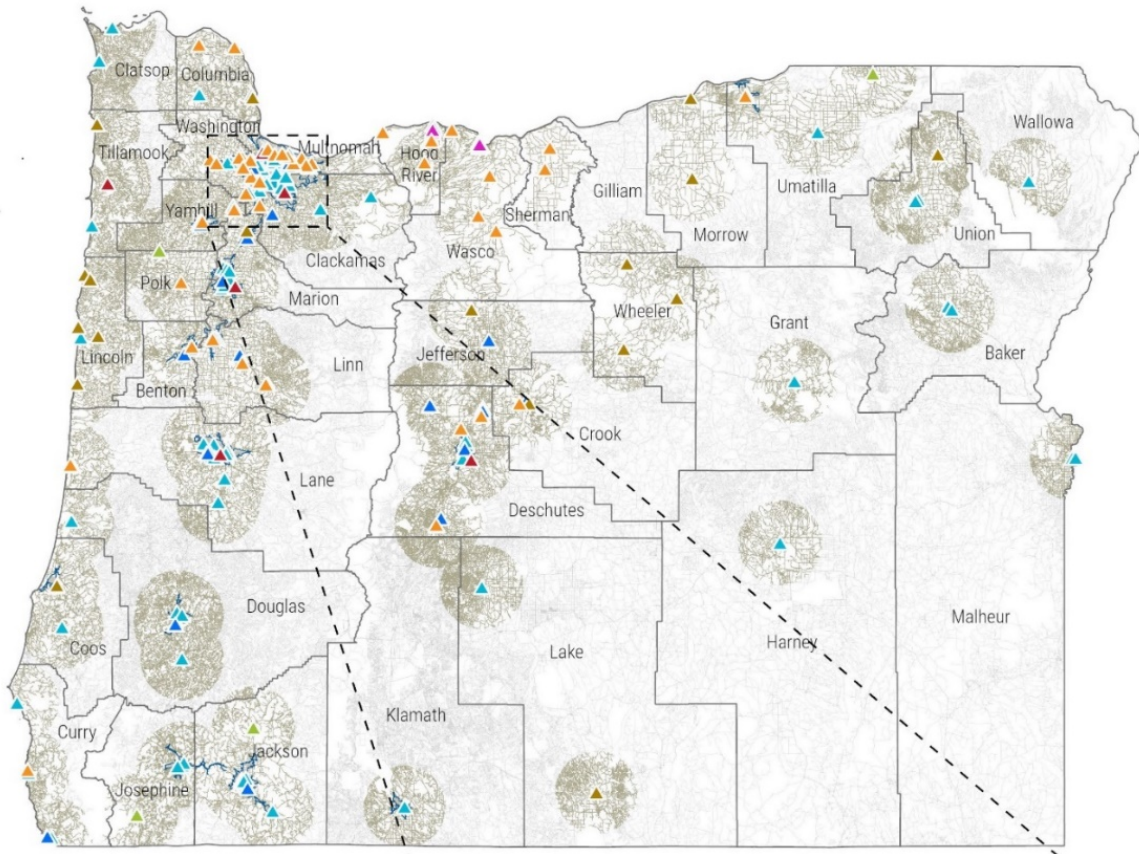 Clatsop
Columbia
Washington
Tillamook
Multnomah
Hood
River
Wallowa
Umatilla
Gilliam
Yamhill
Sherman
Morrow
Union
Wasco
Clackamas
Polk
Marion
Wheeler
Grant
Jefferson
Baker
Lincoln
Linn
Benton
Crook
Lane
Deschutes
Douglas
Malheur
Coos
Lake
Harney
Klamath
Curry
Jackson
Josephine